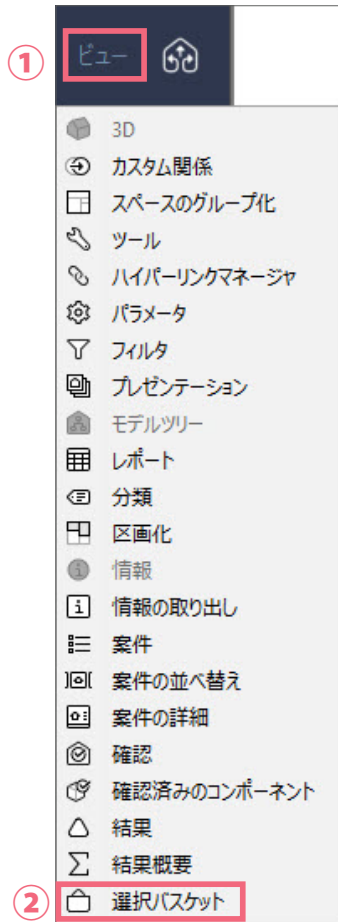 ① ビュー
3D
カスタム関係
スペースのグループ化
ツール
ハイパーリンクマネージャ
パラメータ
フィルタ
プレゼンテーション
モデルツリー
レポート
分類
区画化
情報
情報の取り出し
案件
案件の並べ替え
案件の詳細
確認
確認済みのコンポーネント
結果
結果概要
② 選択バスケット